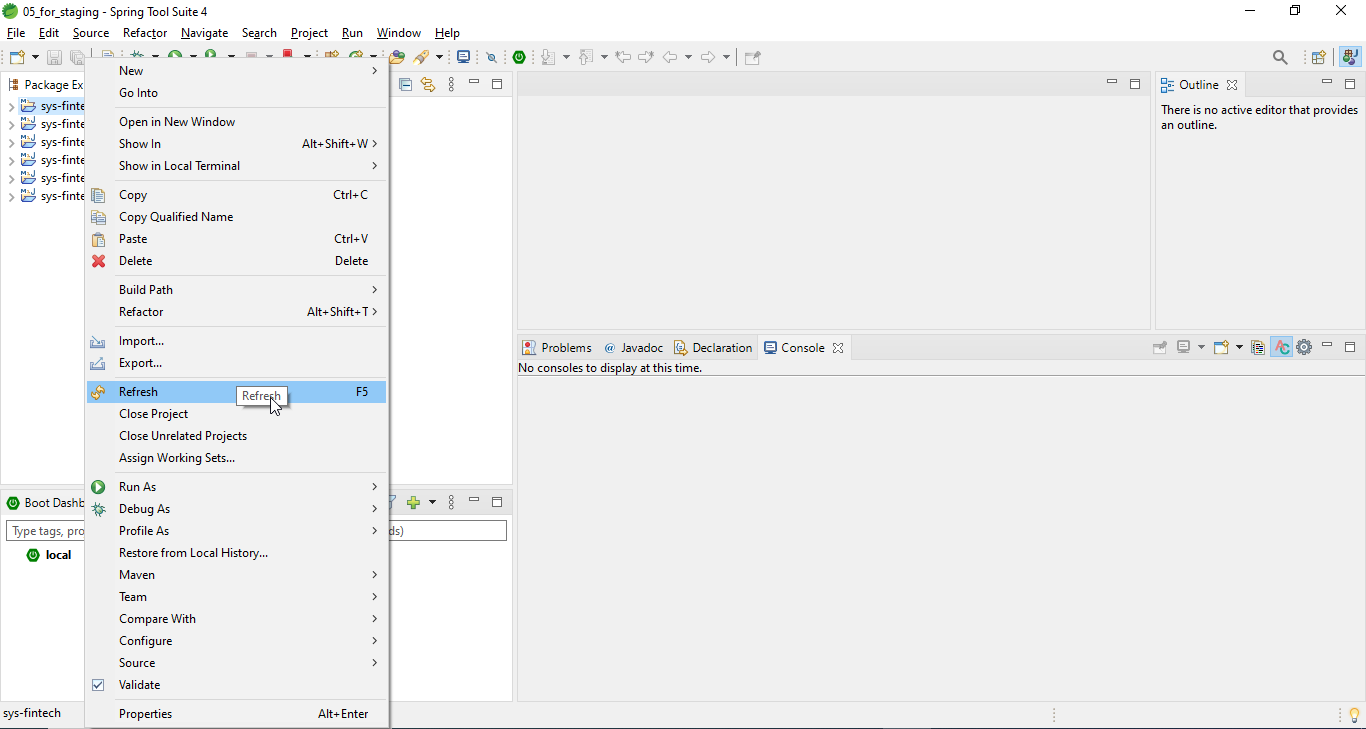 05_for_staging - Spring Tool Suite 4
File Edit Source Refactor Navigate Search Project Run Window Help
Package Ex
sys-finte
sys-finte
sys-finte
sys-finte
sys-finte
sys-finte
New
Go Into
Open in New Window
Show In Alt+Shift+W
Show in Local Terminal
Copy Ctrl+C
Copy Qualified Name
Paste Ctrl+V
Delete Delete
Build Path
Refactor Alt+Shift+T
Import...
Export...
Refresh F5
Refresh
Close Project
Close Unrelated Projects
Assign Working Sets...
Run As
Debug As
Profile As
Restore from Local History...
Maven
Team
Compare With
Configure
Source
Validate
Properties Alt+Enter
Outline
There is no active editor that provides
an outline.
Problems @ Javadoc Declaration Console
No consoles to display at this time.
Boot Dashb
Type tags, pro
ds)
local
sys-fintech